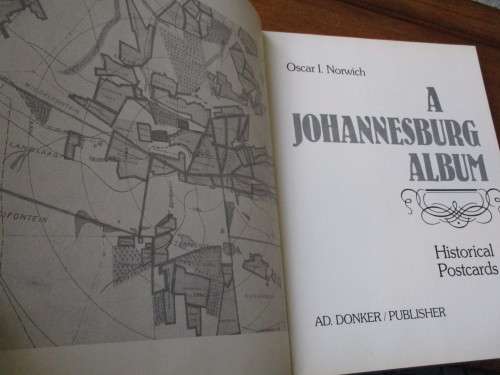 Oscar I. Norwich
A
JOHANNESBURG
ALBUM
Historical
Postcards
AD. DONKER / PUBLISHER